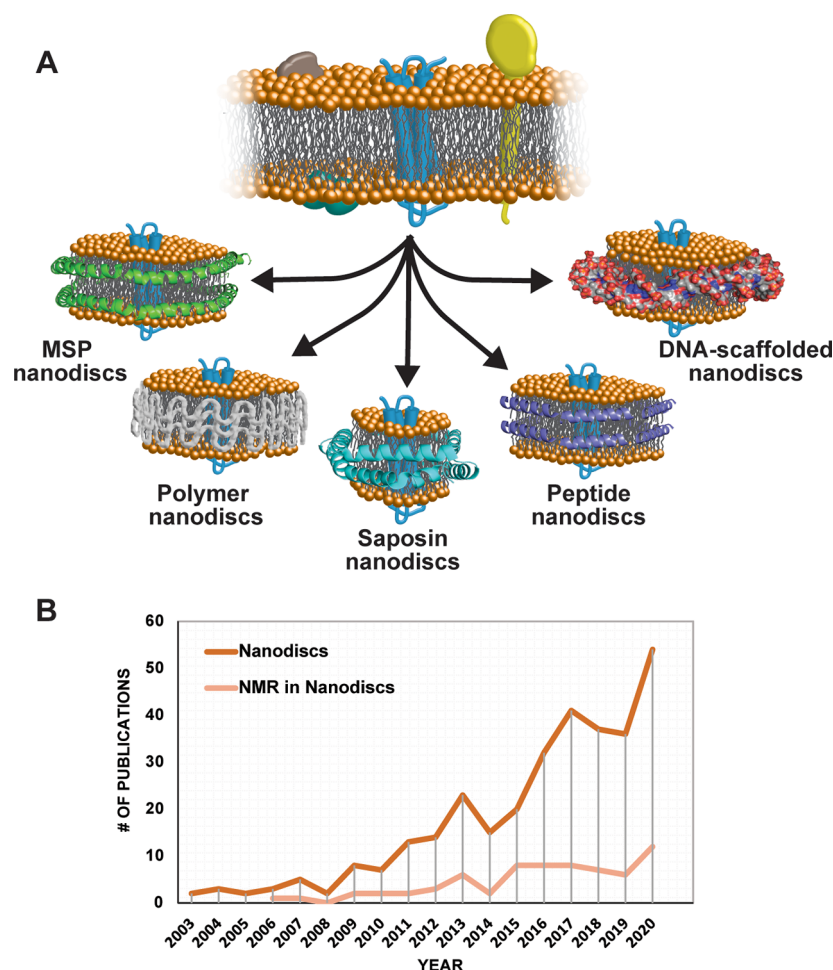 A
MSP
nanodiscs
DNA-scaffolded
nanodiscs
Polymer
nanodiscs
Peptide
nanodiscs
Saposin
nanodiscs
B
60
50
40
30
20
10
0
# OF PUBLICATIONS
Nanodiscs
NMR in Nanodiscs
2003
2004
2005
2006
2007
2008
2009
2010
2011
2012
2013
2014
2015
2016
2017
2018
2019
2020
YEAR